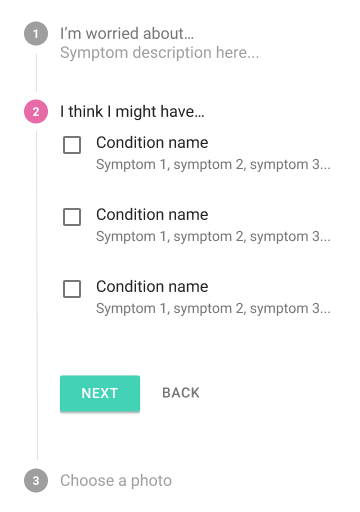 1 I’m worried about…
Symptom description here...
2 I think I might have…
Condition name
Symptom 1, symptom 2, symptom 3...
Condition name
Symptom 1, symptom 2, symptom 3...
Condition name
Symptom 1, symptom 2, symptom 3...
NEXT BACK
3 Choose a photo